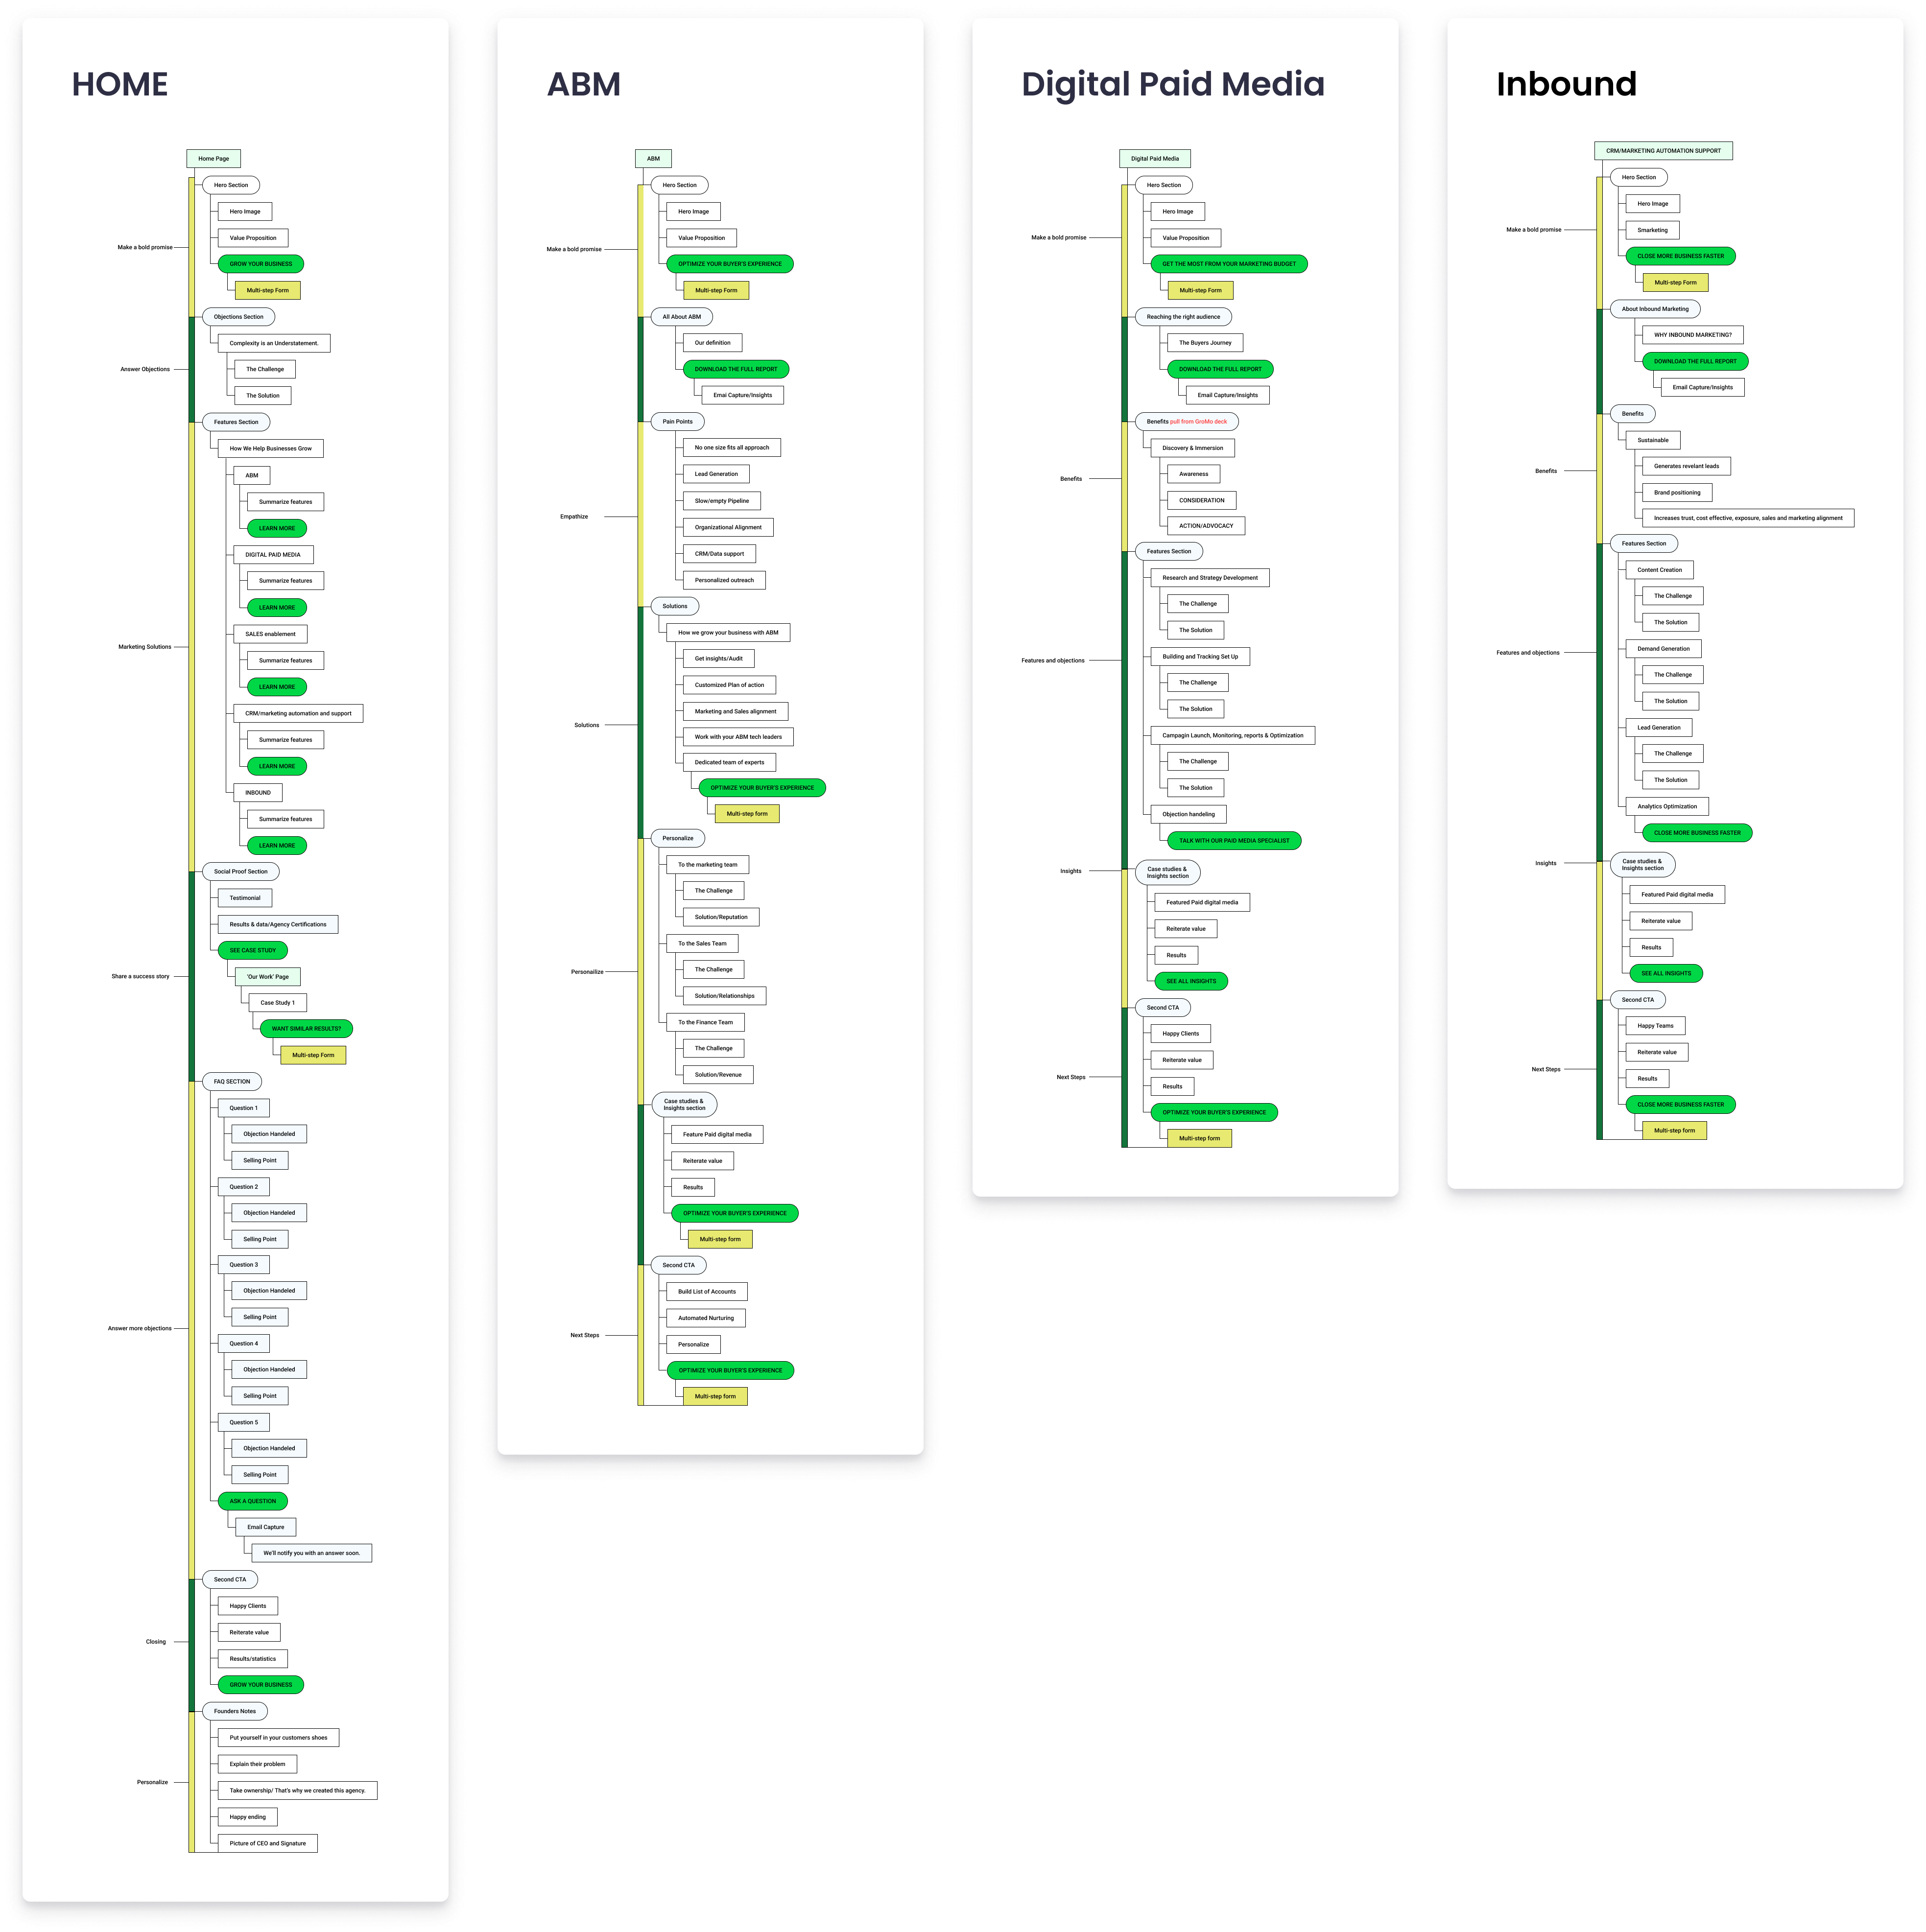 HOME
Home Page
Hero Section
Hero Image
Value Proposition
Make a bold promise
GROW YOUR BUSINESS
Multi-step Form
Objections Section
Complexity is an Understatement.
Answer Objections
The Challenge
The Solution
Features Section
How We Help Businesses Grow
ABM
Summarize features
LEARN MORE
DIGITAL PAID MEDIA
Summarize features
LEARN MORE
SALES enablement
Marketing Solutions
Summarize features
LEARN MORE
CRM/marketing automation and support
Summarize features
LEARN MORE
INBOUND
Summarize features
LEARN MORE
Social Proof Section
Testimonial
Results & data/Agency Certifications
SEE CASE STUDY
Share a success story
'Our Work' Page
Case Study 1
WANT SIMILAR RESULTS?
Multi-step Form
FAQ SECTION
Question 1
Objection Handeled
Selling Point
Question 2
Objection Handeled
Selling Point
Question 3
Objection Handeled
Selling Point
Answer more objections
Question 4
Objection Handeled
Selling Point
Question 5
Objection Handeled
Selling Point
ASK A QUESTION
Email Capture
We'll notify you with an answer soon.
Second CTA
Happy Clients
Reiterate value
Closing
Results/statistics
GROW YOUR BUSINESS
Founders Notes
Put yourself in your customers shoes
Explain their problem
Personalize
Take ownership/ That's why we created this agency.
Happy ending
Picture of CEO and Signature
ABM
ABM
Hero Section
Hero Image
Value Proposition
Make a bold promise
OPTIMIZE YOUR BUYER'S EXPERIENCE
Multi-step Form
All About ABM
Our definition
DOWNLOAD THE FULL REPORT
Emai Capture/Insights
Pain Points
No one size fits all approach
Lead Generation
Slow/empty Pipeline
Empathize
Organizational Alignment
CRM/Data support
Personalized outreach
Solutions
How we grow your business with ABM
Get insights/Audit
Customized Plan of action
Marketing and Sales alignment
Solutions
Work with your ABM tech leaders
Dedicated team of experts
OPTIMIZE YOUR BUYER'S EXPERIENCE
Multi-step form
Personalize
To the marketing team
The Challenge
Solution/Reputation
To the Sales Team
The Challenge
Personailize
Solution/Relationships
To the Finance Team
The Challenge
Solution/Revenue
Case studies &
Insights section
Feature Paid digital media
Reiterate value
Results
OPTIMIZE YOUR BUYER'S EXPERIENCE
Multi-step form
Second CTA
Build List of Accounts
Automated Nurturing
Next Steps
Personalize
OPTIMIZE YOUR BUYER'S EXPERIENCE
Multi-step form
Digital Paid Media
Digital Paid Media
Hero Section
Hero Image
Make a bold promise
Value Proposition
GET THE MOST FROM YOUR MARKETING BUDGET
Multi-step Form
Reaching the right audience
The Buyers Journey
DOWNLOAD THE FULL REPORT
Email Capture/Insights
Benefits pull from GroMo deck
Discovery & Immersion
Awareness
Benefits
CONSIDERATION
ACTION/ADVOCACY
Features Section
Research and Strategy Development
The Challenge
The Solution
Building and Tracking Set Up
Features and objections
The Challenge
The Solution
Campagin Launch, Monitoring, reports & Optimization
The Challenge
The Solution
Objection handeling
TALK WITH OUR PAID MEDIA SPECIALIST
Insights
Case studies &
Insights section
Featured Paid digital media
Reiterate value
Results
SEE ALL INSIGHTS
Second CTA
Happy Clients
Reiterate value
Next Steps
Results
OPTIMIZE YOUR BUYER'S EXPERIENCE
Multi-step form
Inbound
CRM/MARKETING AUTOMATION SUPPORT
Hero Section
Hero Image
Make a bold promise
Smarketing
CLOSE MORE BUSINESS FASTER
Multi-step Form
About Inbound Marketing
WHY INBOUND MARKETING?
DOWNLOAD THE FULL REPORT
Email Capture/Insights
Benefits
Sustainable
Generates revelant leads
Benefits
Brand positioning
Increases trust, cost effective, exposure, sales and marketing alignment
Features Section
Content Creation
The Challenge
The Solution
Demand Generation
Features and objections
The Challenge
The Solution
Lead Generation
The Challenge
The Solution
Analytics Optimization
CLOSE MORE BUSINESS FASTER
Insights
Case studies &
Insights section
Featured Paid digital media
Reiterate value
Results
SEE ALL INSIGHTS
Second CTA
Happy Teams
Reiterate value
Next Steps
Results
CLOSE MORE BUSINESS FASTER
Multi-step form